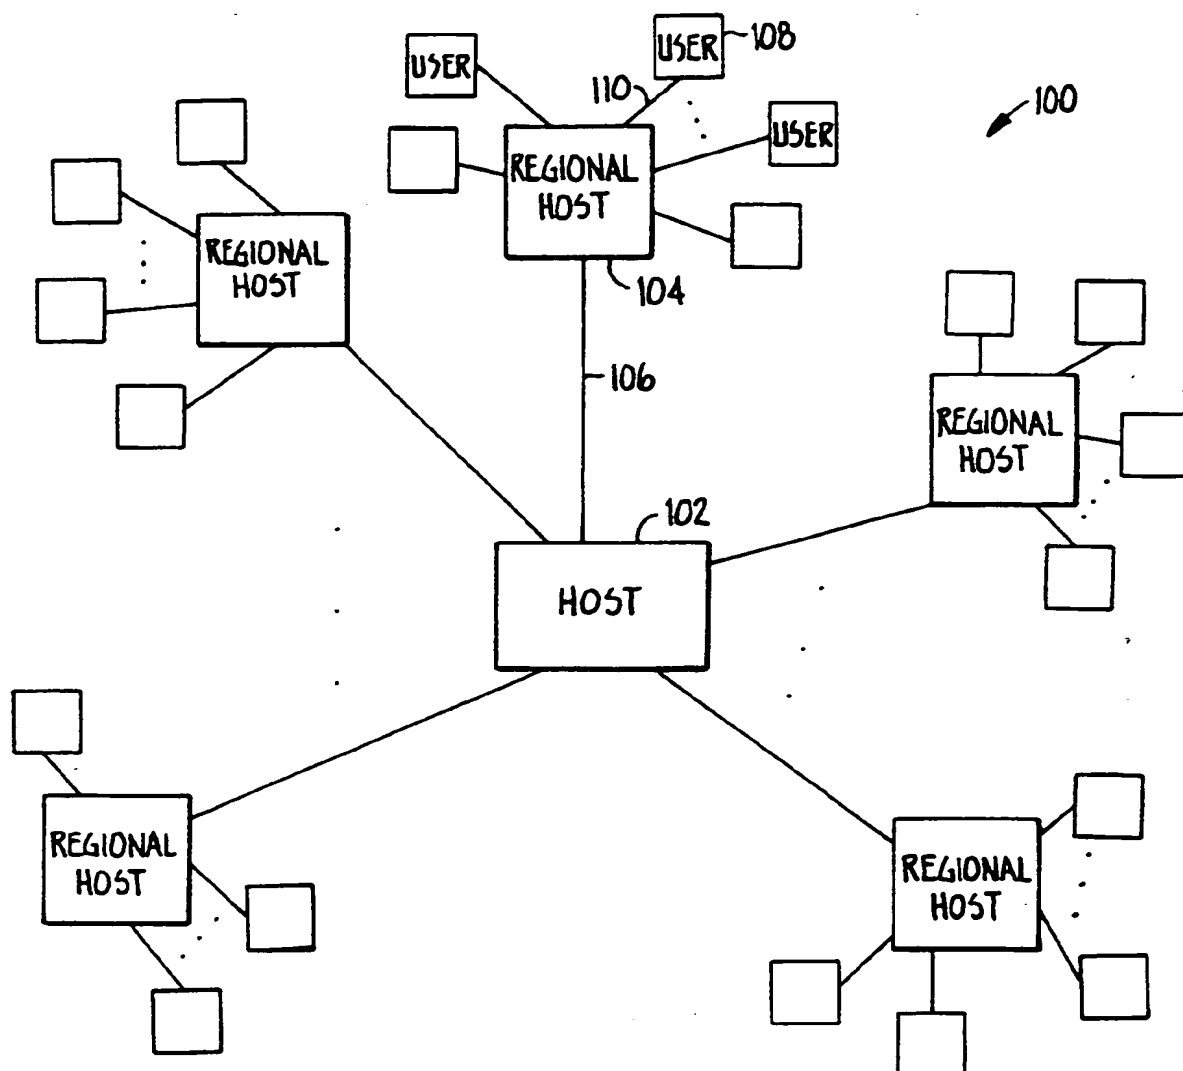 USER
USER
108
110
100
USER
REGIONAL
HOST
REGIONAL
HOST
104
106
REGIONAL
HOST
102
HOST
REGIONAL
HOST
REGIONAL
HOST